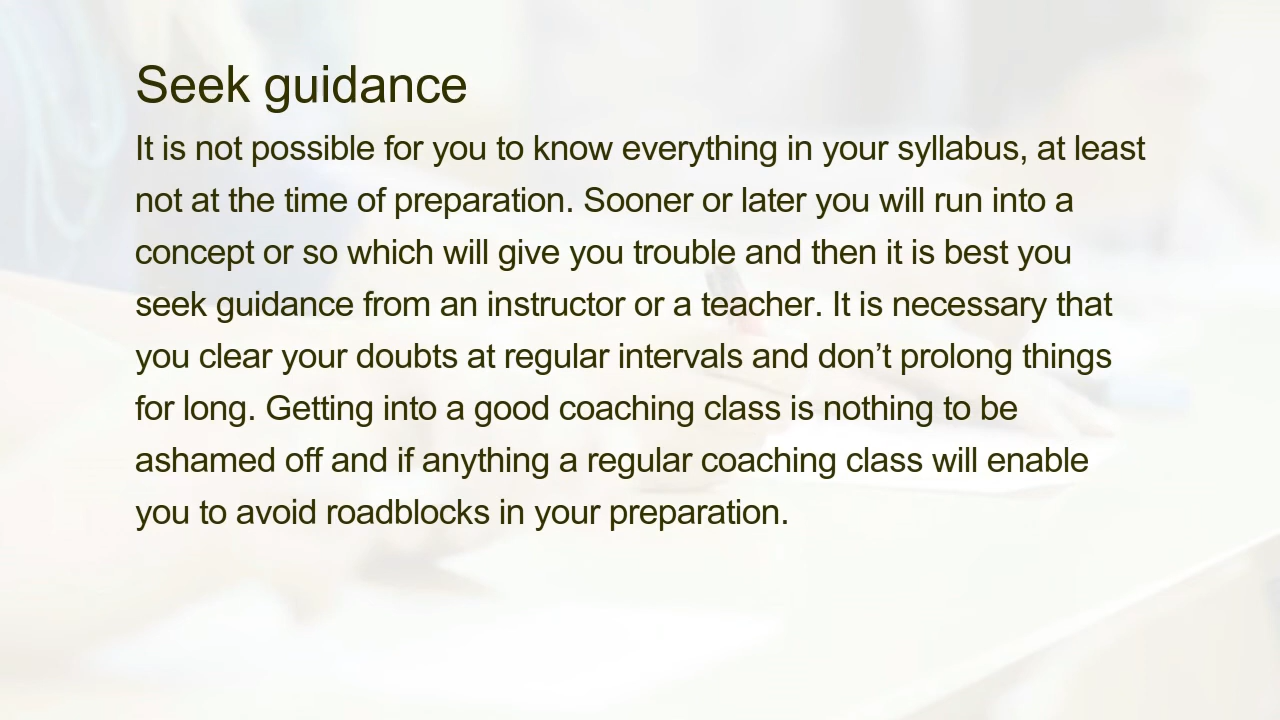 Seek guidance
It is not possible for you to know everything in your syllabus, at least
not at the time of preparation. Sooner or later you will run into a
concept or so which will give you trouble and then it is best you
seek guidance from an instructor or a teacher. It is necessary that
you clear your doubts at regular intervals and don’t prolong things
for long. Getting into a good coaching class is nothing to be
ashamed off and if anything a regular coaching class will enable
you to avoid roadblocks in your preparation.